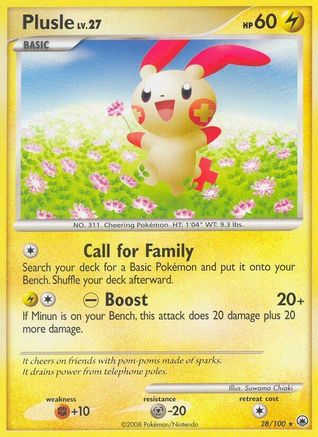 Plusle LV.27 HP 60
BASIC
NO. 311 Cheering Pokémon HT: 1'04" WT: 9.3 lbs.
Illus. Suwama Chiaki
Call for Family
Search your deck for a Basic Pokémon and put it onto your
Bench. Shuffle your deck afterward.
Boost 20+
If Minun is on your Bench, this attack does 20 damage plus 20
more damage.
It cheers on friends with pom-poms made of sparks.
It drains power from telephone poles.
weakness resistance retreat cost
+10 -20
©2008 Pokémon/Nintendo 28/100 ★